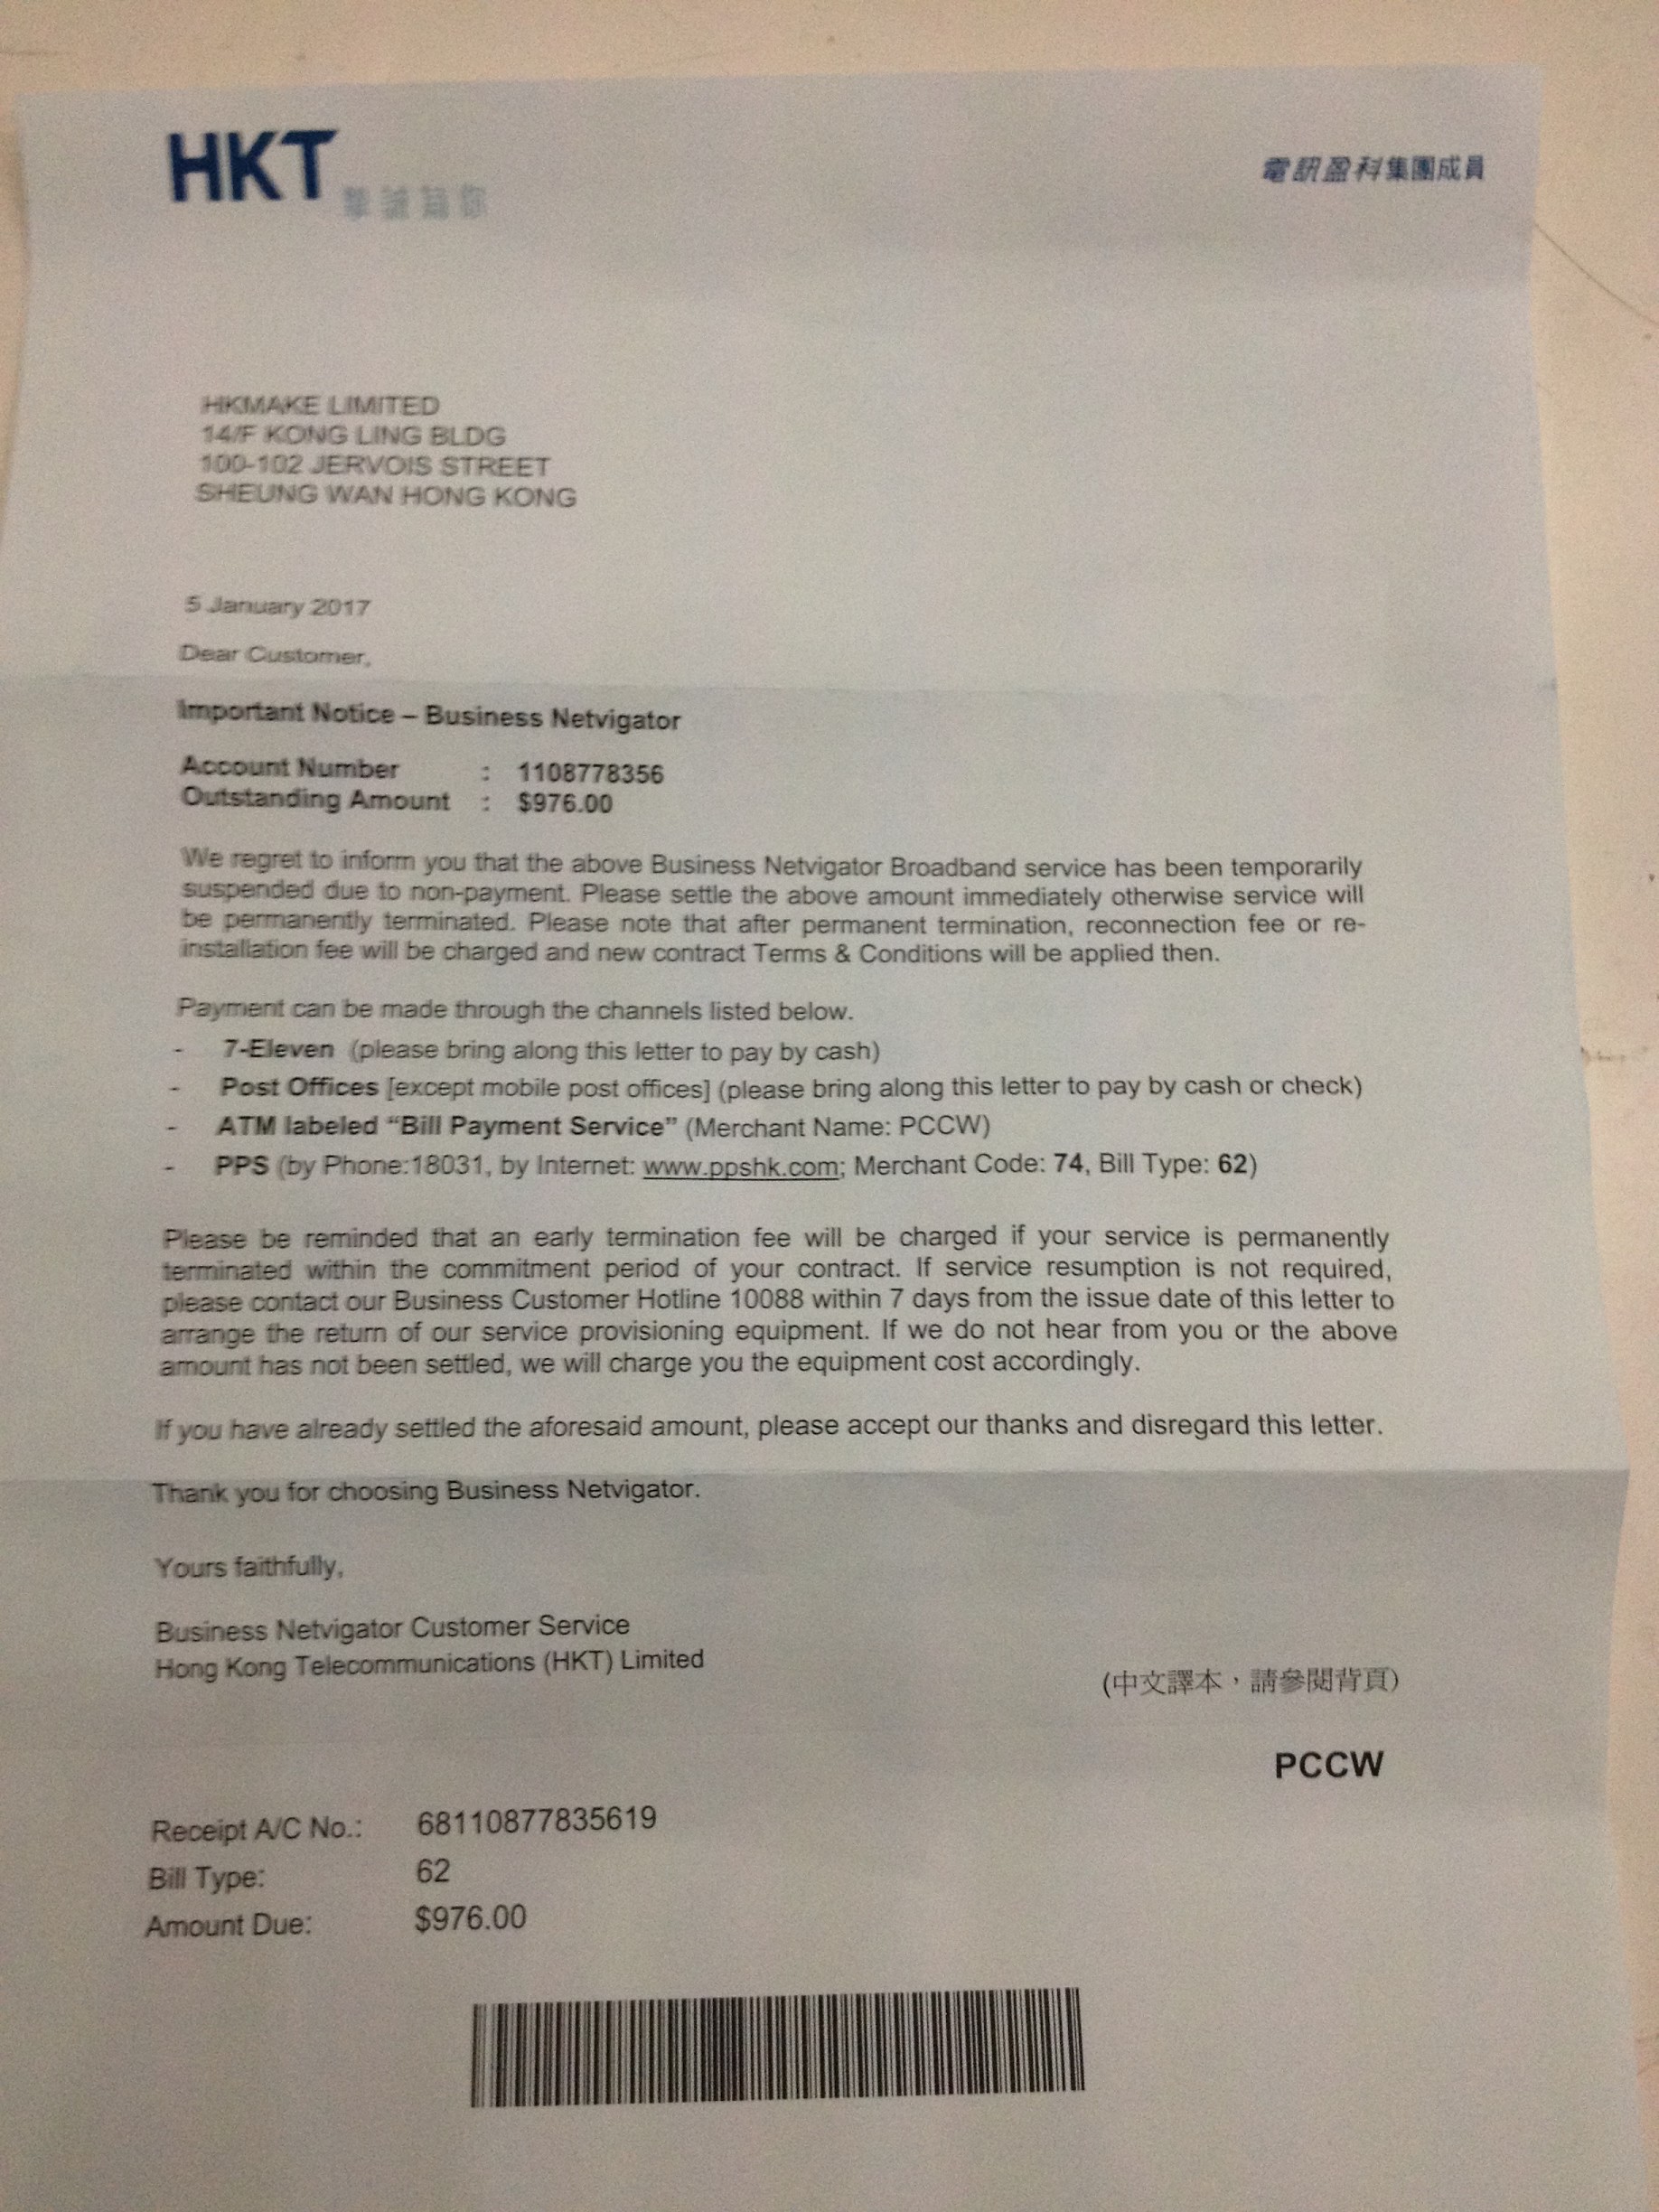 HKT
電訊盈科集團成員
HKMAKE LIMITED
14/F KONG LING BLDG
100-102 JERVOIS STREET
SHEUNG WAN HONG KONG
5 January 2017
Dear Customer,
Important Notice – Business Netvigator
Account Number : 1108778356
Outstanding Amount : $976.00
We regret to inform you that the above Business Netvigator Broadband service has been temporarily
suspended due to non-payment. Please settle the above amount immediately otherwise service will
be permanently terminated. Please note that after permanent termination, reconnection fee or re-
installation fee will be charged and new contract Terms & Conditions will be applied then.
Payment can be made through the channels listed below.
- 7-Eleven (please bring along this letter to pay by cash)
- Post Offices [except mobile post offices] (please bring along this letter to pay by cash or check)
- ATM labeled “Bill Payment Service” (Merchant Name: PCCW)
- PPS (by Phone:18031, by Internet: www.ppshk.com; Merchant Code: 74, Bill Type: 62)
Please be reminded that an early termination fee will be charged if your service is permanently
terminated within the commitment period of your contract. If service resumption is not required,
please contact our Business Customer Hotline 10088 within 7 days from the issue date of this letter to
arrange the return of our service provisioning equipment. If we do not hear from you or the above
amount has not been settled, we will charge you the equipment cost accordingly.
If you have already settled the aforesaid amount, please accept our thanks and disregard this letter.
Thank you for choosing Business Netvigator.
Yours faithfully,
Business Netvigator Customer Service
Hong Kong Telecommunications (HKT) Limited
(中文譯本，請參閱背頁)
PCCW
Receipt A/C No.: 68110877835619
Bill Type: 62
Amount Due: $976.00